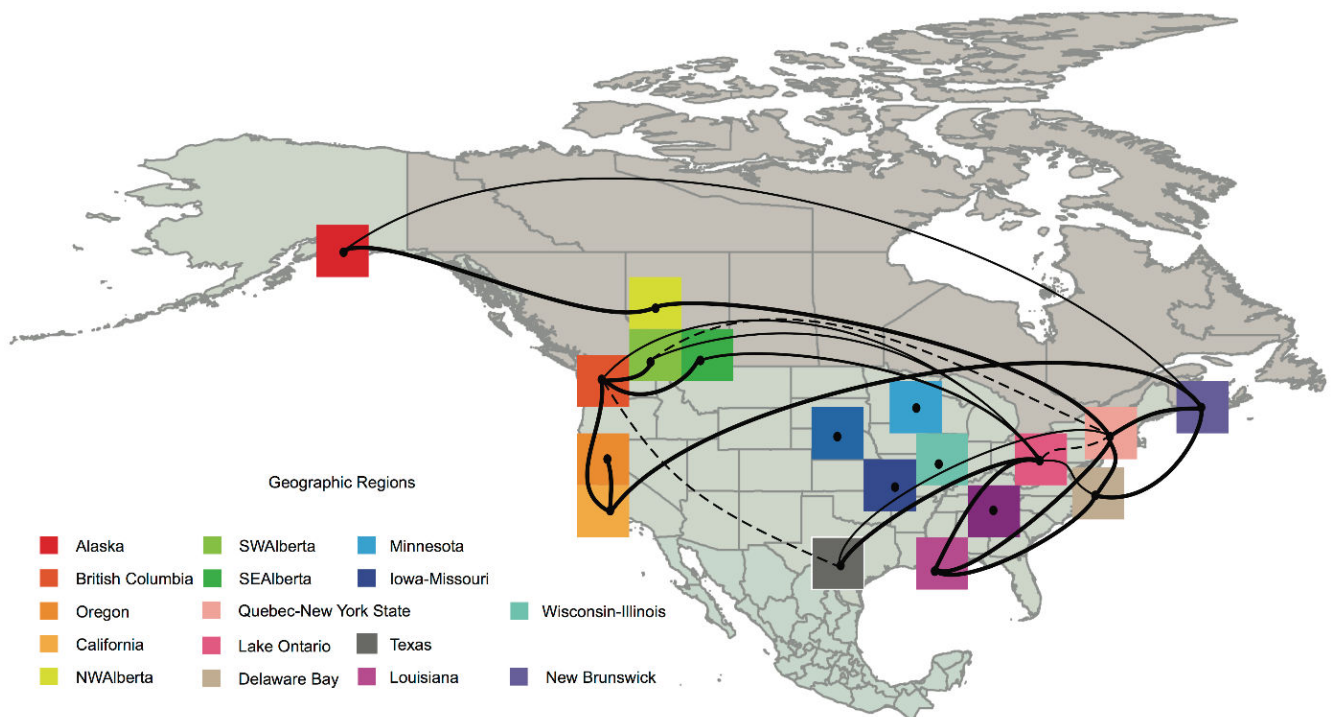 Geographic Regions
Alaska
British Columbia
Oregon
California
NWAlberta
SWAlberta
SEAlberta
Quebec-New York State
Lake Ontario
Delaware Bay
Minnesota
Iowa-Missouri
Texas
Louisiana
Wisconsin-Illinois
New Brunswick